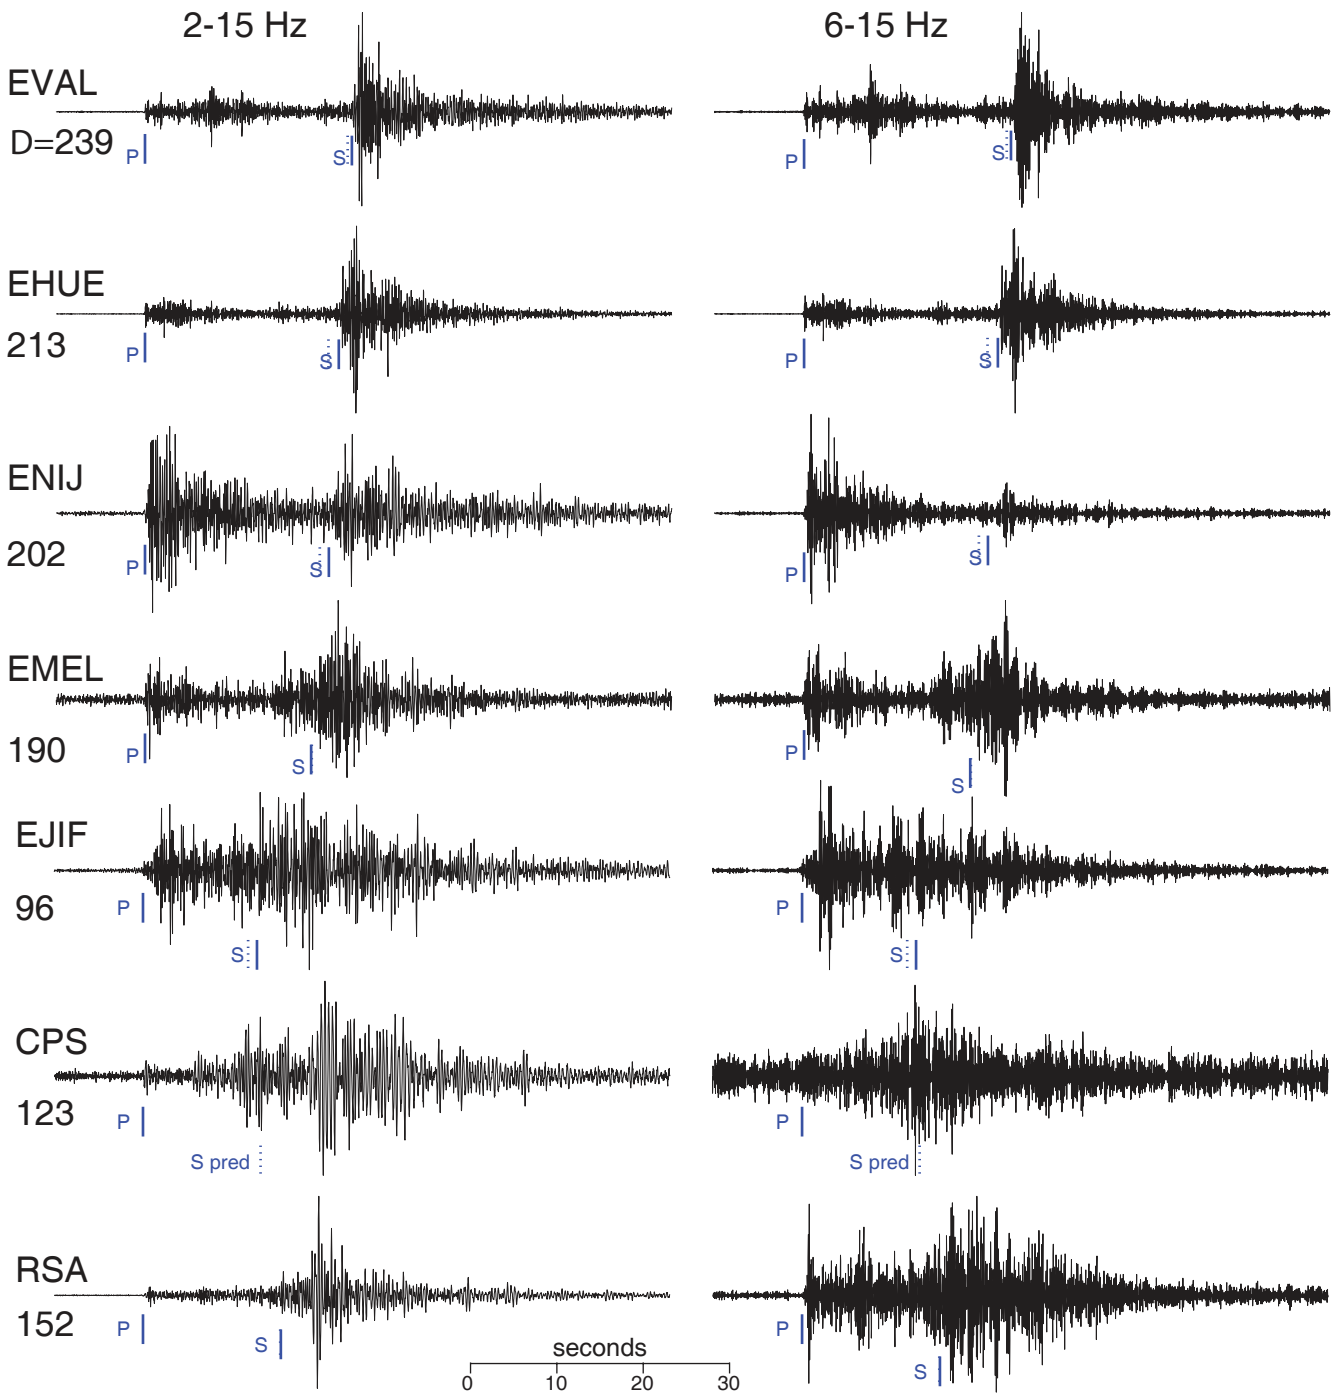 2-15 Hz 6-15 Hz
EVAL
D=239 P S P S
EHUE
213 P S P S
ENIJ
202 P S P S
EMEL
190 P S P S
EJIF
96 P P
S S
CPS
123 P P
S pred S pred
RSA
152 P P
S seconds S
0 10 20 30